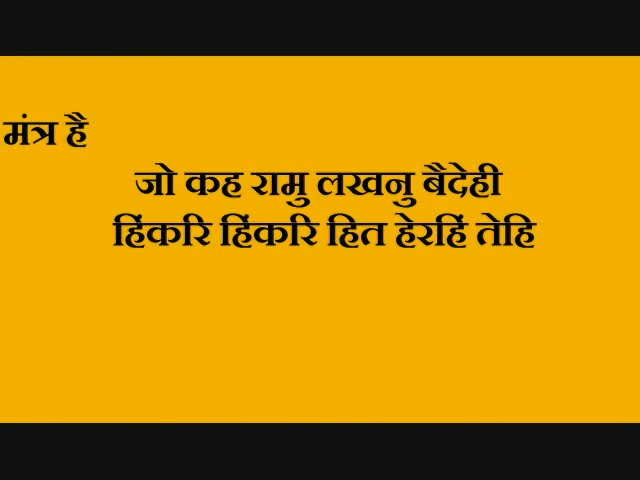 मंत्र है
जो कह रामु लखनु बैदेही
हिंकरि हिंकरि हित हेरहिं तेहि